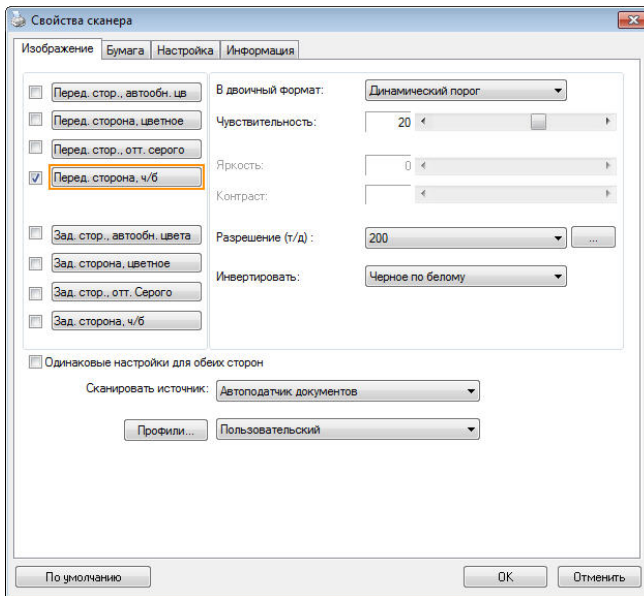 Свойства сканера
Изображение Бумага Настройка Информация
Перед. стор., автообн. цв
Перед. сторона, цветное
Перед. стор., отт. серого
Перед. сторона, ч/б
Зад. стор., автообн. цвета
Зад. сторона, цветное
Зад. стор., отт. Серого
Зад. сторона, ч/б
В двоичный формат: Динамический порог
Чувствительность: 20
Яркость: 0
Контраст:
Разрешение (т/д) : 200 ...
Инвертировать: Черное по белому
Одинаковые настройки для обеих сторон
Сканировать источник: Автоподатчик документов
Профили... Пользовательский
По умолчанию OK Отменить